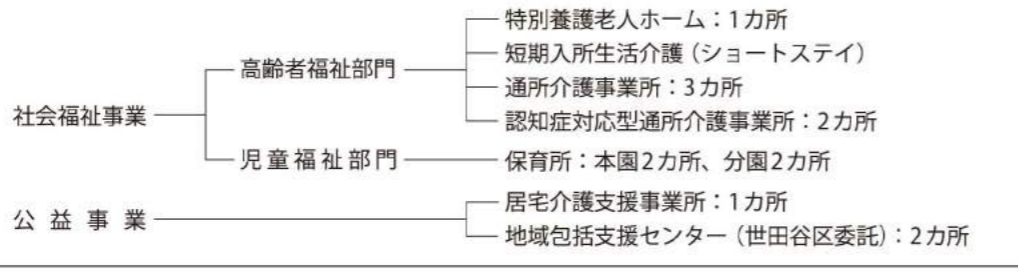 特別養護老人ホーム：1カ所
高齢者福祉部門
短期入所生活介護（ショートステイ）
通所介護事業所：3カ所
社会福祉事業
認知症対応型通所介護事業所：2カ所
児童福祉部門
保育所：本園2カ所、分園2カ所
公益事業
居宅介護支援事業所：1カ所
地域包括支援センター（世田谷区委託）：2カ所